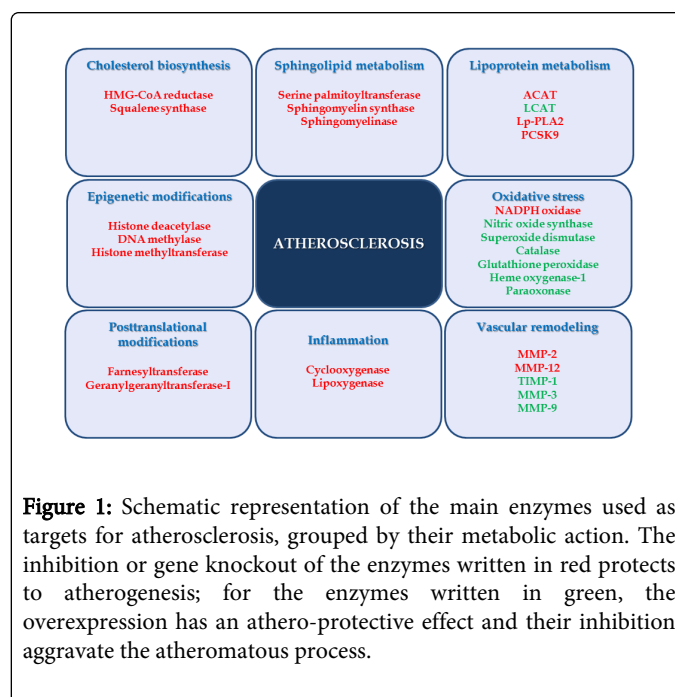 Cholesterol biosynthesis
HMG-CoA reductase
Squalene synthase
Sphingolipid metabolism
Serine palmitoyltransferase
Sphingomyelin synthase
Sphingomyelinase
Lipoprotein metabolism
ACAT
LCAT
Lp-PLA2
PCSK9
Epigenetic modifications
Histone deacetylase
DNA methylase
Histone methyltransferase
ATHEROSCLEROSIS
Oxidative stress
NADPH oxidase
Nitric oxide synthase
Superoxide dismutase
Catalase
Glutathione peroxidase
Heme oxygenase-1
Paraoxonase
Posttranslational
modifications
Farnesyltransferase
Geranylgeranyltransferase-I
Inflammation
Cyclooxygenase
Lipoxygenase
Vascular remodeling
MMP-2
MMP-12
TIMP-1
MMP-3
MMP-9
Figure 1: Schematic representation of the main enzymes used as
targets for atherosclerosis, grouped by their metabolic action. The
inhibition or gene knockout of the enzymes written in red protects
to atherogenesis; for the enzymes written in green, the
overexpression has an athero-protective effect and their inhibition
aggravate the atheromatous process.